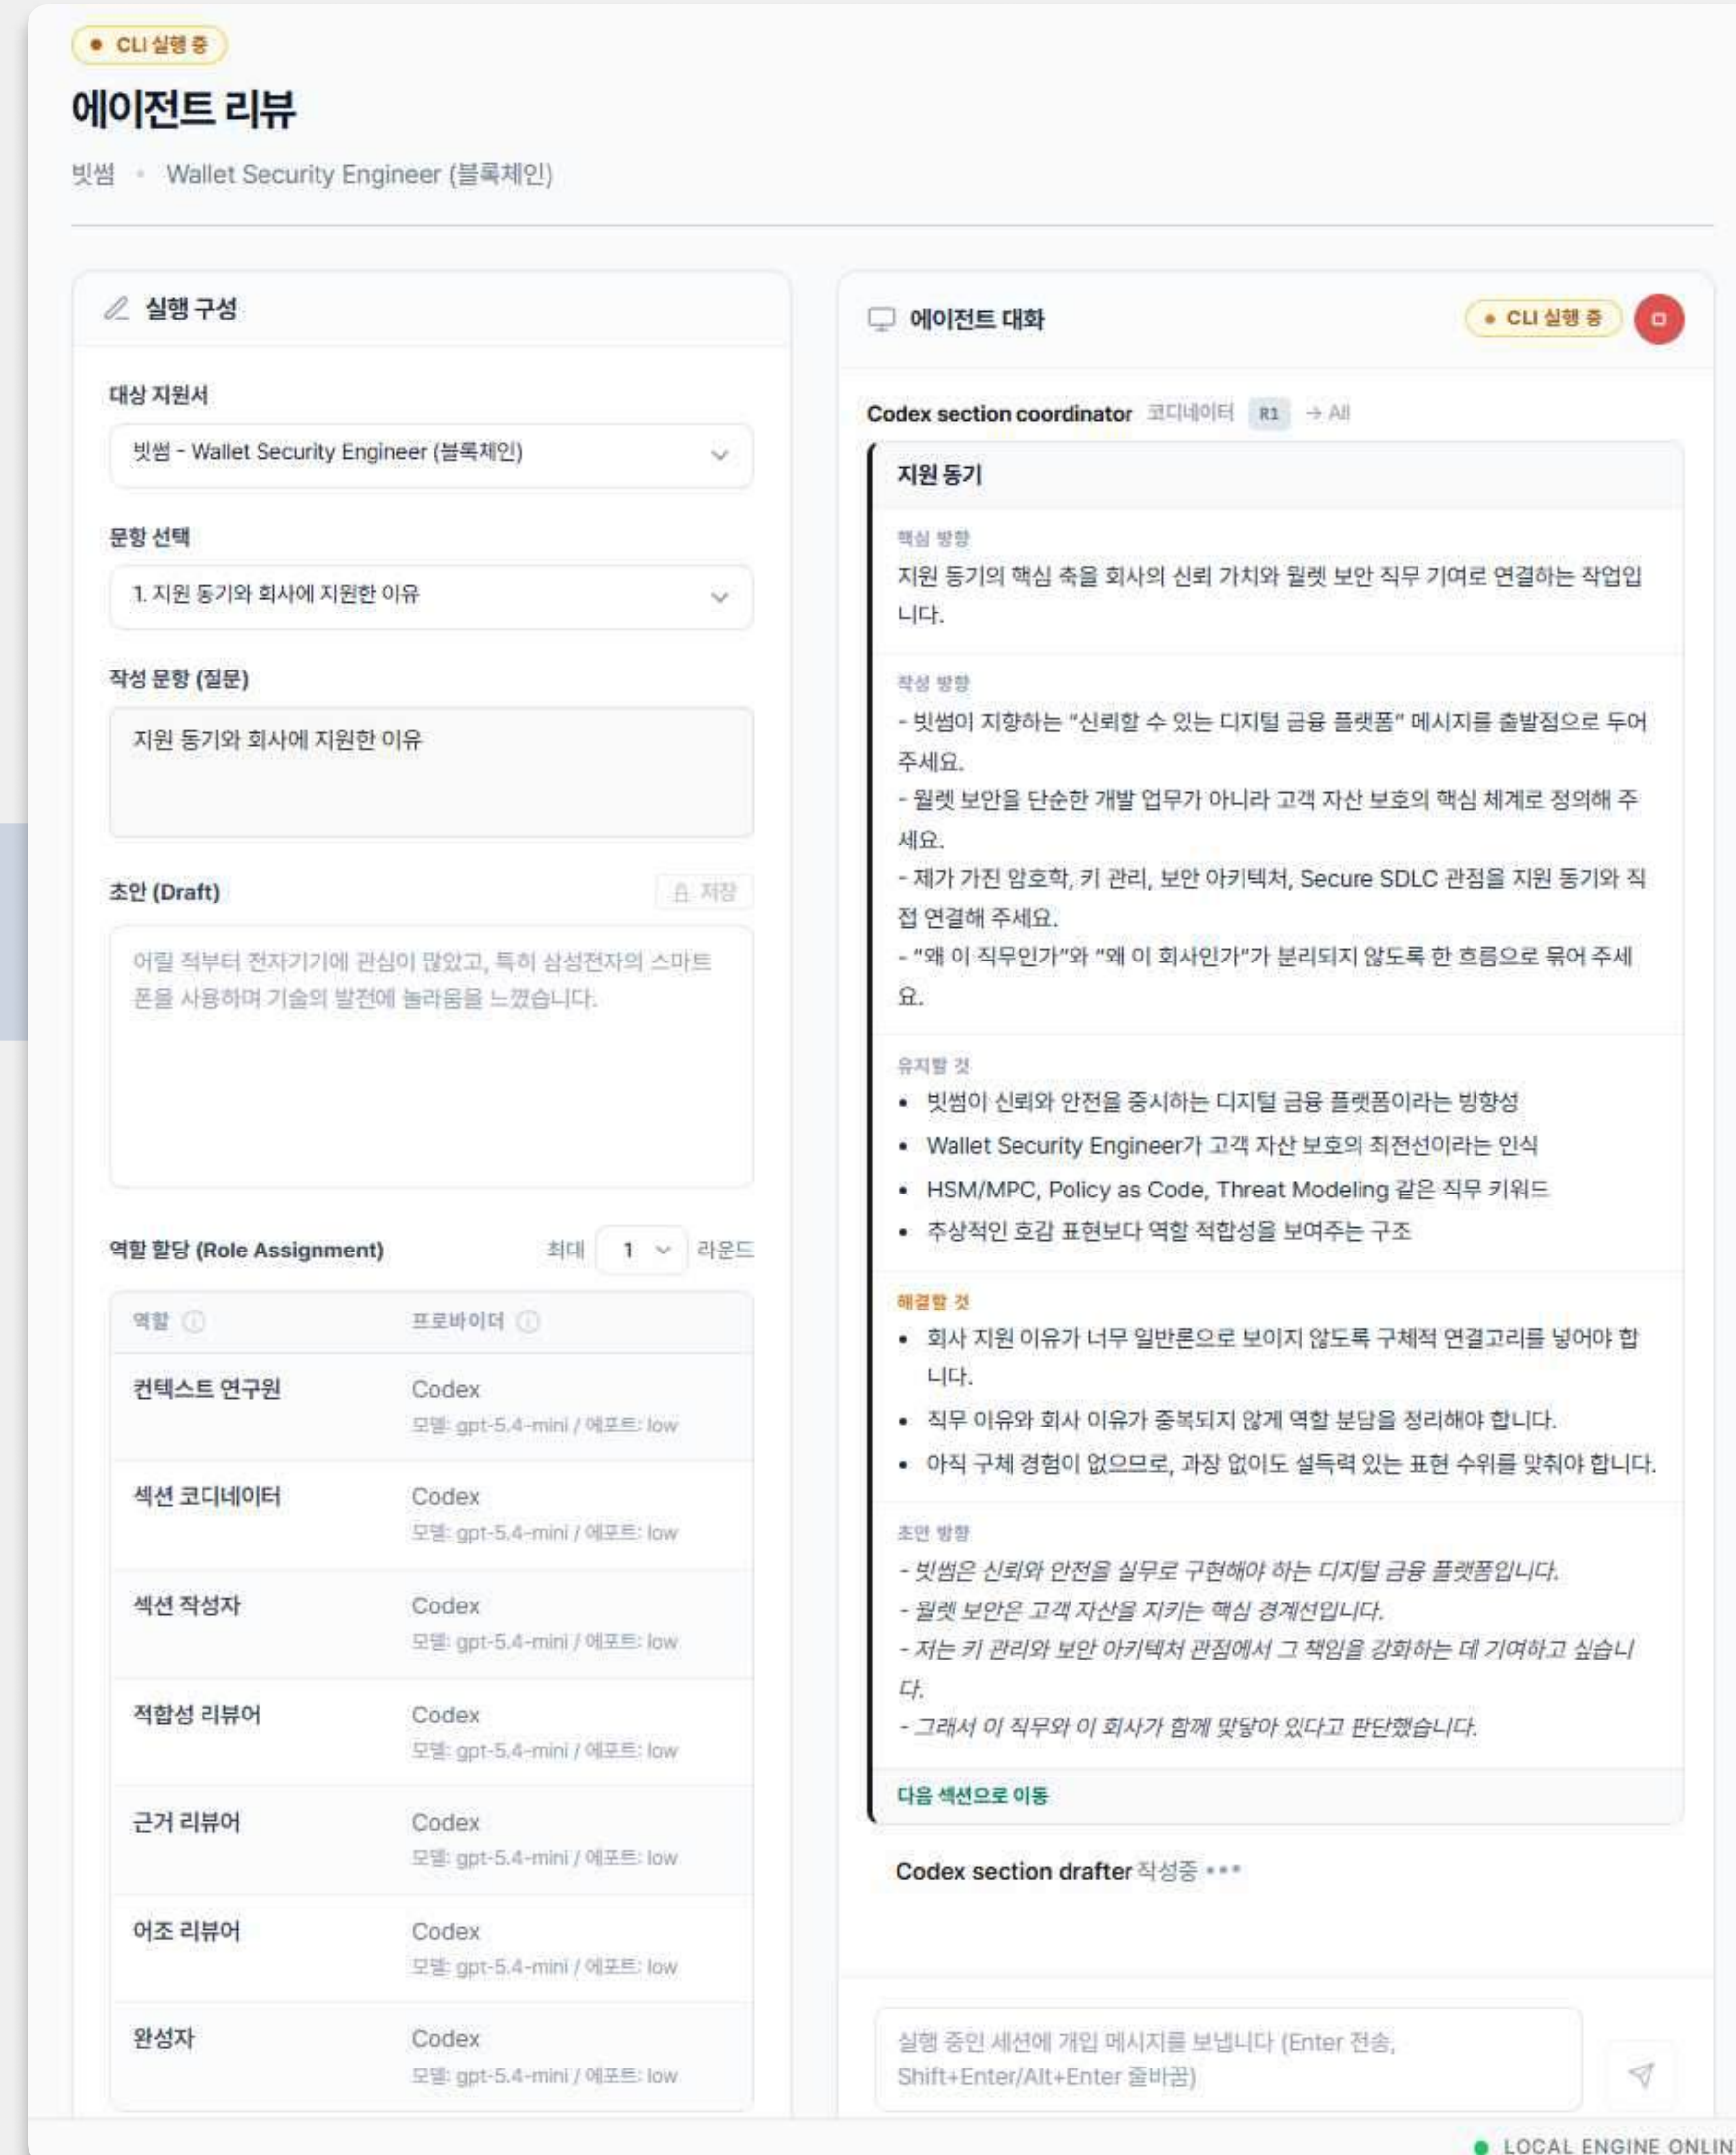 CLI 실행 중
에이전트 리뷰
빗썸 • Wallet Security Engineer (블록체인)
실행 구성
대상 지원서
빗썸 - Wallet Security Engineer (블록체인)
문항 선택
1. 지원 동기와 회사에 지원한 이유
작성 문항 (질문)
지원 동기와 회사에 지원한 이유
초안 (Draft)
저장
어릴 적부터 전자기기에 관심이 많았고, 특히 삼성전자의 스마트
폰을 사용하며 기술의 발전에 놀라움을 느꼈습니다.
역할 할당 (Role Assignment)
최대 1 라운드
역할 프로바이더
컨텍스트 연구원 Codex
모델: gpt-5.4-mini / 에포트: low
섹션 코디네이터 Codex
모델: gpt-5.4-mini / 에포트: low
섹션 작성자 Codex
모델: gpt-5.4-mini / 에포트: low
적합성 리뷰어 Codex
모델: gpt-5.4-mini / 에포트: low
근거 리뷰어 Codex
모델: gpt-5.4-mini / 에포트: low
어조 리뷰어 Codex
모델: gpt-5.4-mini / 에포트: low
완성자 Codex
모델: gpt-5.4-mini / 에포트: low
에이전트 대화
CLI 실행 중
Codex section coordinator 코디네이터 R1 → All
지원 동기
핵심 방향
지원 동기의 핵심 축을 회사의 신뢰 가치와 월렛 보안 직무 기여로 연결하는 작업입
니다.
작성 방향
- 빗썸이 지향하는 “신뢰할 수 있는 디지털 금융 플랫폼” 메시지를 출발점으로 두어
주세요.
- 월렛 보안을 단순한 개발 업무가 아니라 고객 자산 보호의 핵심 체계로 정의해 주
세요.
- 제가 가진 암호학, 키 관리, 보안 아키텍처, Secure SDLC 관점을 지원 동기와 직
접 연결해 주세요.
- “왜 이 직무인가”와 “왜 이 회사인가”가 분리되지 않도록 한 흐름으로 묶어 주세
요.
유지할 것
• 빗썸이 신뢰와 안전을 중시하는 디지털 금융 플랫폼이라는 방향성
• Wallet Security Engineer가 고객 자산 보호의 최전선이라는 인식
• HSM/MPC, Policy as Code, Threat Modeling 같은 직무 키워드
• 추상적인 호감 표현보다 역할 적합성을 보여주는 구조
해결할 것
• 회사 지원 이유가 너무 일반론으로 보이지 않도록 구체적 연결고리를 넣어야 합
니다.
• 직무 이유와 회사 이유가 중복되지 않게 역할 분담을 정리해야 합니다.
• 아직 구체 경험이 없으므로, 과장 없이도 설득력 있는 표현 수위를 맞춰야 합니다.
초안 방향
- 빗썸은 신뢰와 안전을 실무로 구현해야 하는 디지털 금융 플랫폼입니다.
- 월렛 보안은 고객 자산을 지키는 핵심 경계선입니다.
- 저는 키 관리와 보안 아키텍처 관점에서 그 책임을 강화하는 데 기여하고 싶습니
다.
- 그래서 이 직무와 이 회사가 함께 맞닿아 있다고 판단했습니다.
다음 섹션으로 이동
Codex section drafter 작성중 •••
실행 중인 세션에 개입 메시지를 보냅니다 (Enter 전송,
Shift+Enter/Alt+Enter 줄바꿈)
LOCAL ENGINE ONLIN